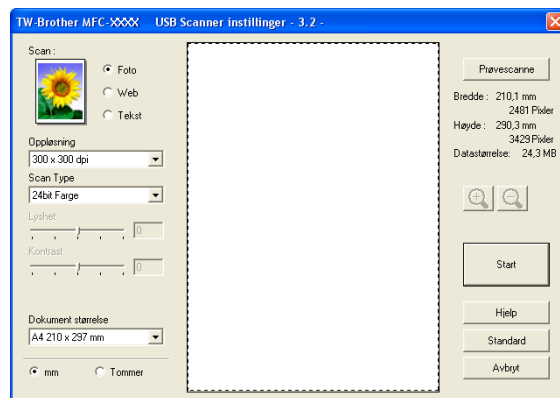 TW-Brother MFC-XXXX USB Scanner instillinger - 3.2 -
Scan :
Foto
Web
Tekst
Oppløsning
300 x 300 dpi
Scan Type
24bit Farge
Lyshet
0
Kontrast
0
Dokument størrelse
A4 210 x 297 mm
mm
Tommer
Prøvescanne
Bredde : 210,1 mm
2481 Pixler
Høyde : 290,3 mm
3429 Pixler
Datastørrelse: 24,3 MB
Start
Hjelp
Standard
Avbryt